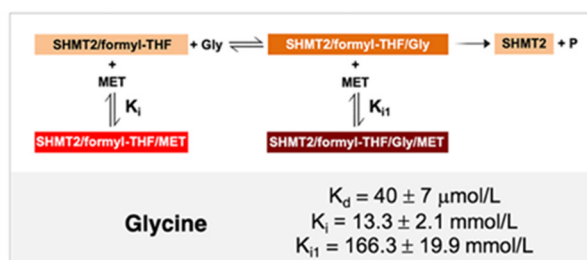 SHMT2/formyl-THF + Gly ⇌ SHMT2/formyl-THF/Gly → SHMT2 + P
+ +
MET MET
Ki Ki1
SHMT2/formyl-THF/MET SHMT2/formyl-THF/Gly/MET
Kd = 40 ± 7 μmol/L
Glycine Ki = 13.3 ± 2.1 mmol/L
Ki1 = 166.3 ± 19.9 mmol/L